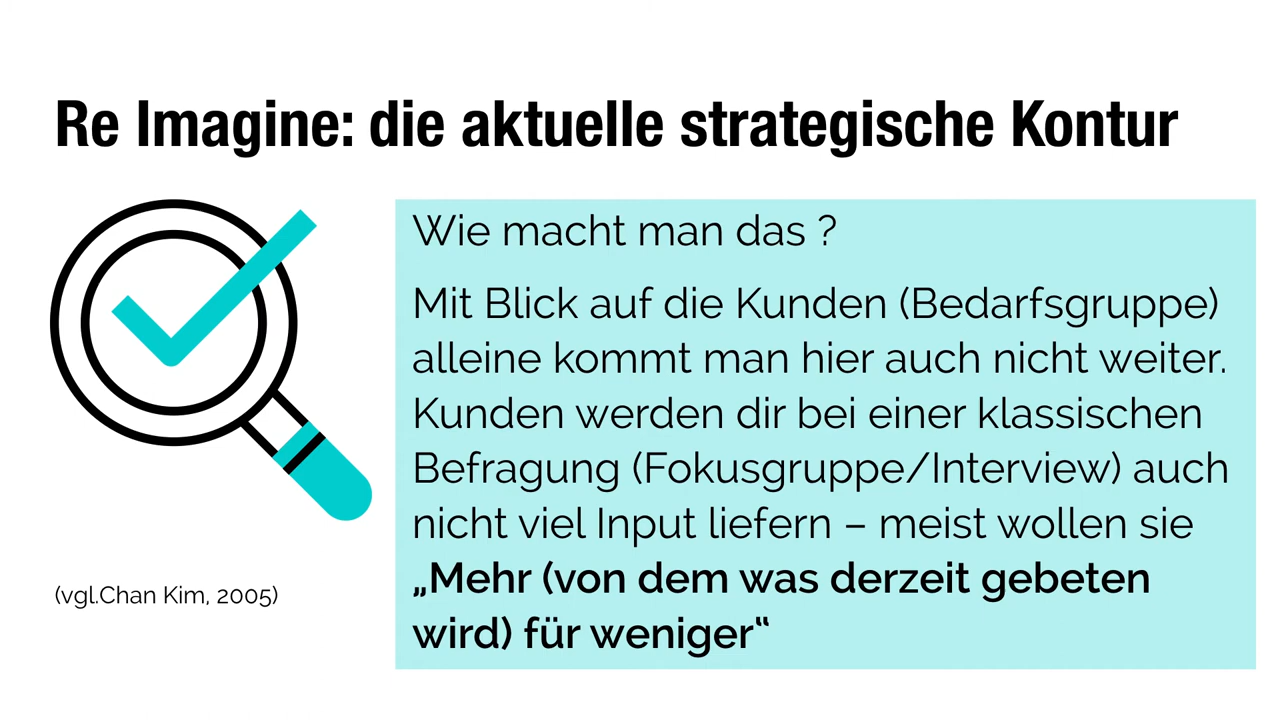 Re Imagine: die aktuelle strategische Kontur
Wie macht man das ?
Mit Blick auf die Kunden (Bedarfsgruppe)
alleine kommt man hier auch nicht weiter.
Kunden werden dir bei einer klassischen
Befragung (Fokusgruppe/Interview) auch
nicht viel Input liefern – meist wollen sie
„Mehr (von dem was derzeit gebeten
wird) für weniger“
(vgl.Chan Kim, 2005)